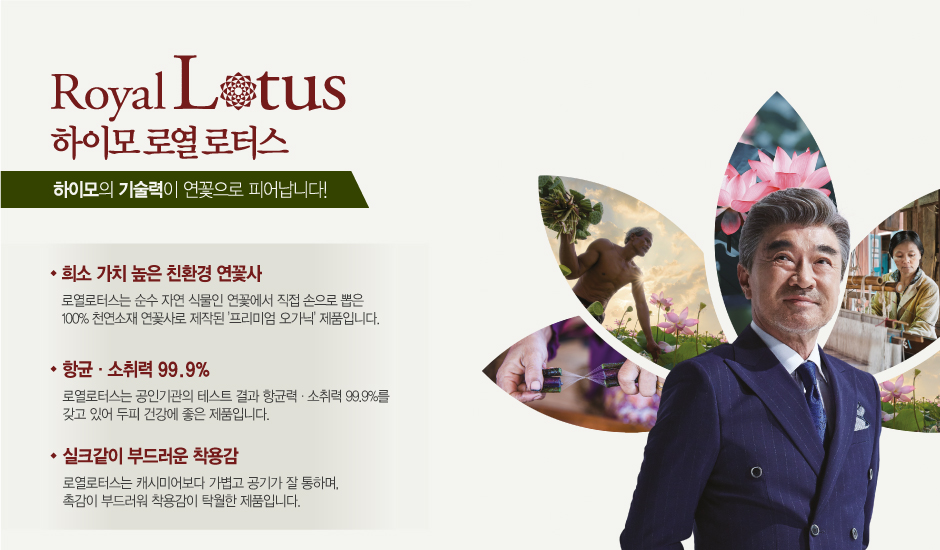 Royal Lotus
하이모 로열 로터스
하이모의 기술력이 연꽃으로 피어납니다!
희소 가치 높은 친환경 연꽃사
로열로터스는 순수 자연 식물인 연꽃에서 직접 손으로 뽑은
100% 천연소재 연꽃사로 제작된 '프리미엄 오가닉' 제품입니다.
항균 · 소취력 99.9%
로열로터스는 공인기관의 테스트 결과 항균력 · 소취력 99.9%를
갖고 있어 두피 건강에 좋은 제품입니다.
실크같이 부드러운 착용감
로열로터스는 캐시미어보다 가볍고 공기가 잘 통하며,
촉감이 부드러워 착용감이 탁월한 제품입니다.